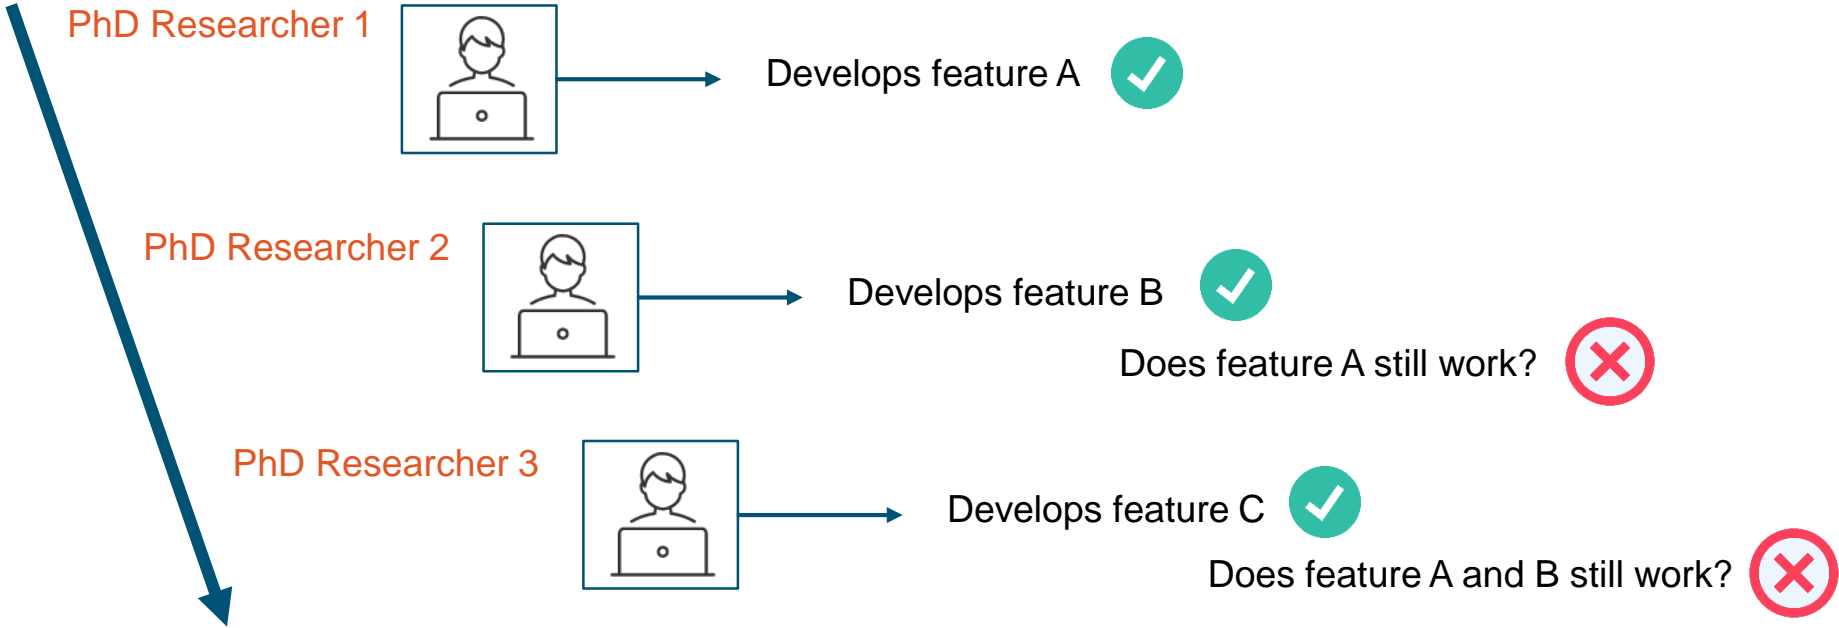 PhD Researcher 1
Develops feature A
PhD Researcher 2
Develops feature B
Does feature A still work?
PhD Researcher 3
Develops feature C
Does feature A and B still work?